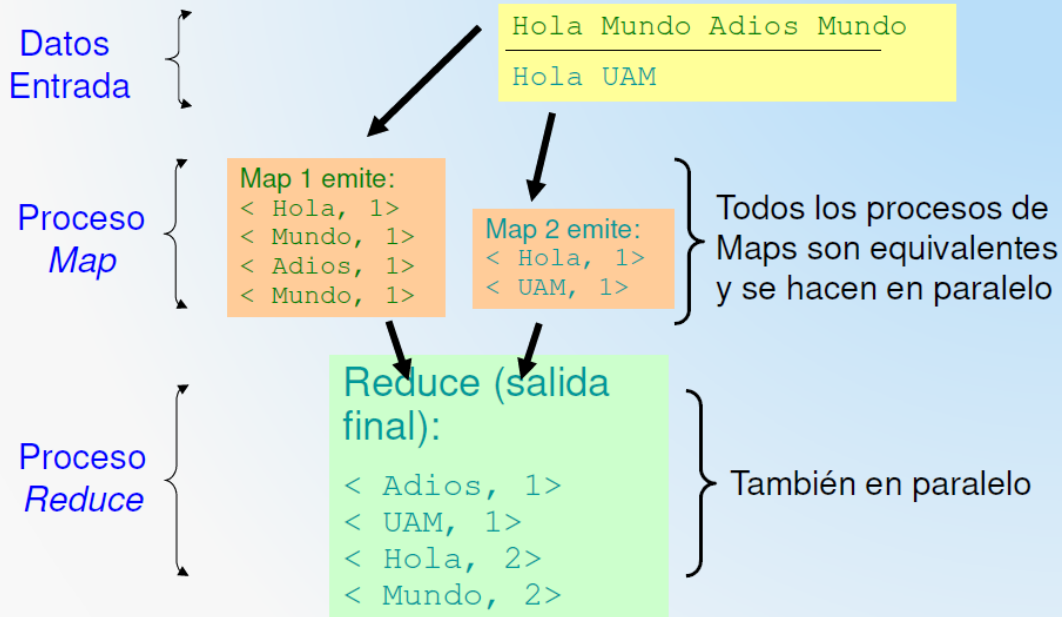 Datos
Entrada
Hola Mundo Adios Mundo
Hola UAM
Proceso
Map
Map 1 emite:
< Hola, 1>
< Mundo, 1>
< Adios, 1>
< Mundo, 1>
Map 2 emite:
< Hola, 1>
< UAM, 1>
Todos los procesos de
Maps son equivalentes
y se hacen en paralelo
Proceso
Reduce
Reduce (salida
final):
< Adios, 1>
< UAM, 1>
< Hola, 2>
< Mundo, 2>
También en paralelo